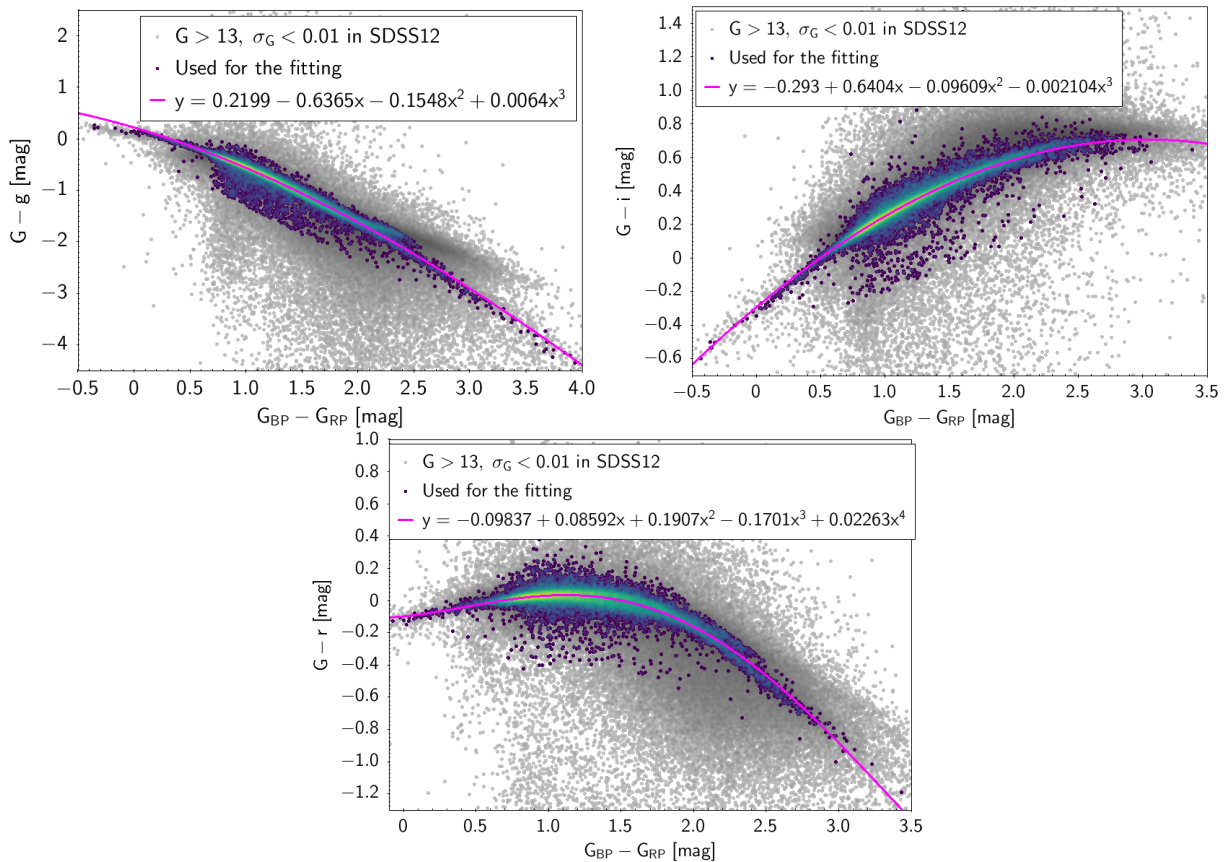 G > 13, σG < 0.01 in SDSS12
Used for the fitting
y = 0.2199 − 0.6365x − 0.1548x² + 0.0064x³
2
1
0
−1
−2
−3
−4
G − g [mag]
−0.5 0 0.5 1.0 1.5 2.0 2.5 3.0 3.5 4.0
G_BP − G_RP [mag]
G > 13, σG < 0.01 in SDSS12
Used for the fitting
y = −0.293 + 0.6404x − 0.09609x² − 0.002104x³
1.4
1.2
1.0
0.8
0.6
0.4
0.2
0
−0.2
−0.4
−0.6
G − i [mag]
−0.5 0 0.5 1.0 1.5 2.0 2.5 3.0 3.5
G_BP − G_RP [mag]
G > 13, σG < 0.01 in SDSS12
Used for the fitting
y = −0.09837 + 0.08592x + 0.1907x² − 0.1701x³ + 0.02263x⁴
1.0
0.8
0.6
0.4
0.2
0
−0.2
−0.4
−0.6
−0.8
−1.0
−1.2
G − r [mag]
0 0.5 1.0 1.5 2.0 2.5 3.0 3.5
G_BP − G_RP [mag]